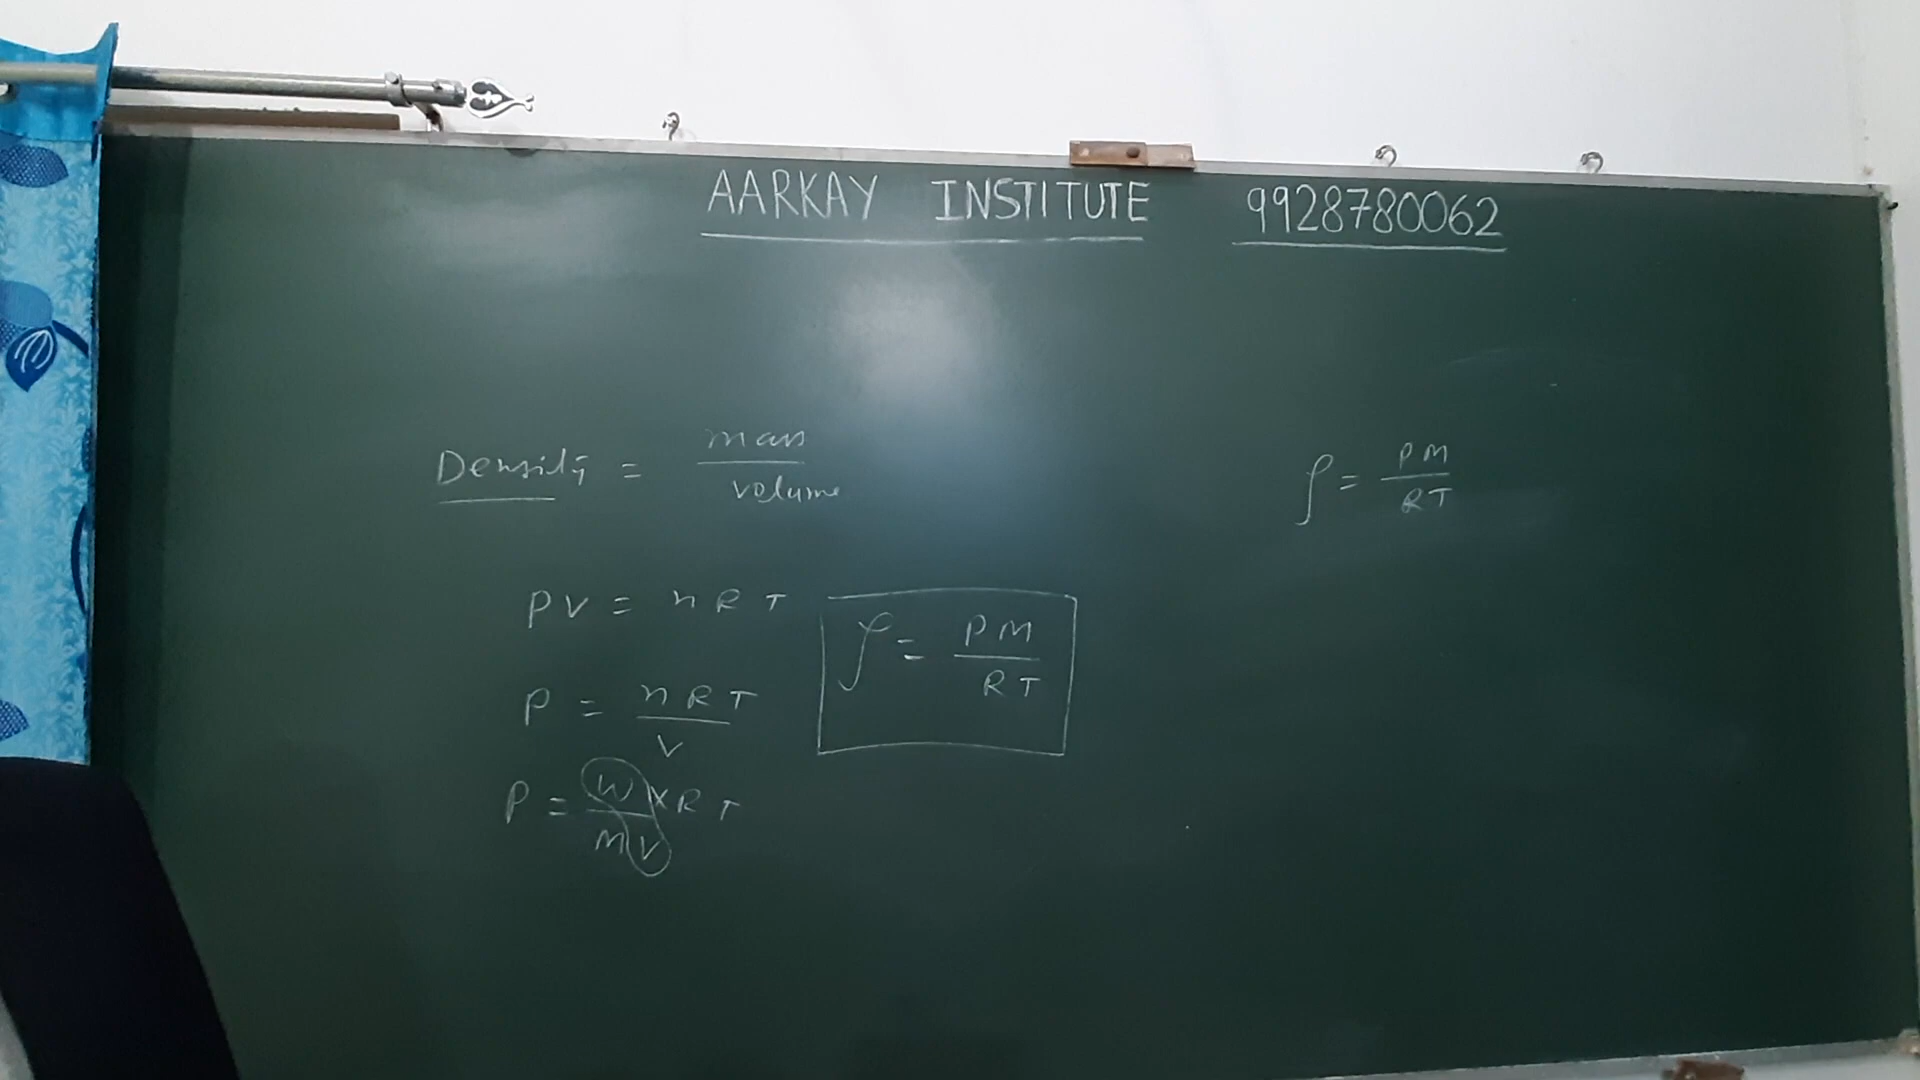 AARKAY INSTITUTE 9928780062
Density = mass / volume
ρ = PM / RT
PV = nRT
ρ = PM / RT
P = nRT / V
P = W / MV × RT